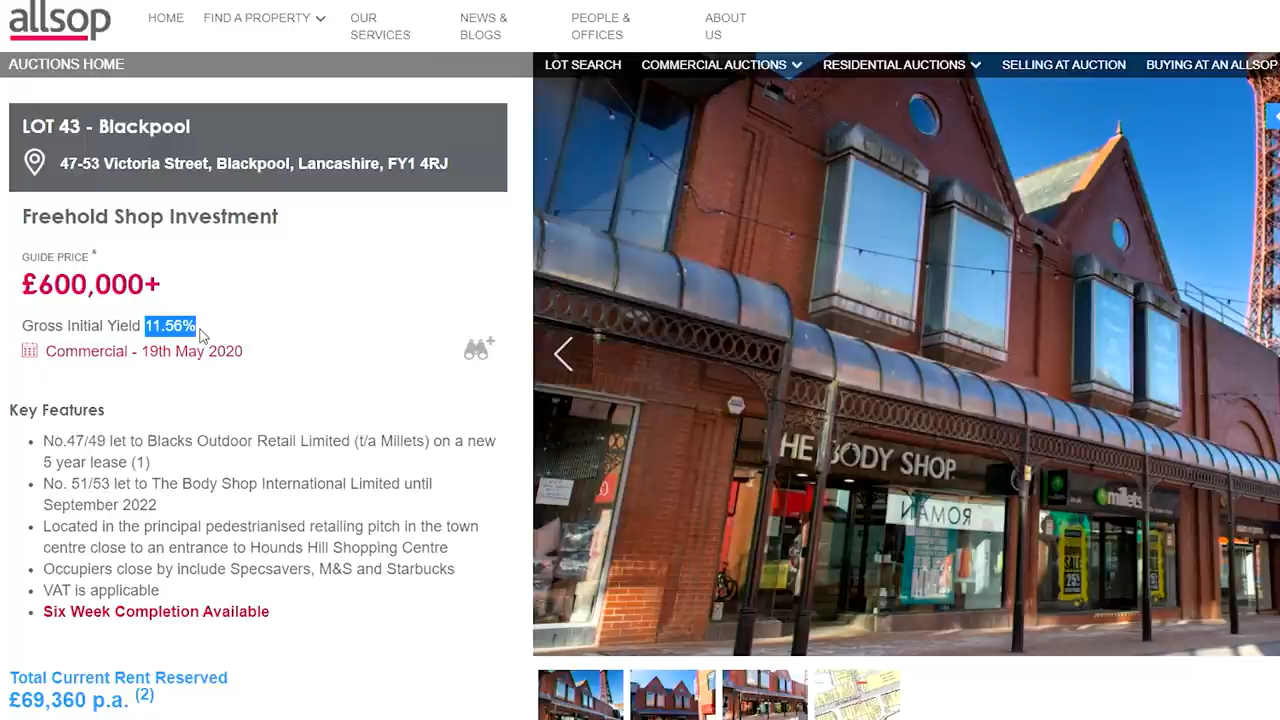 allsop
HOME
FIND A PROPERTY
OUR
SERVICES
NEWS &
BLOGS
PEOPLE &
OFFICES
ABOUT
US
AUCTIONS HOME
LOT SEARCH
COMMERCIAL AUCTIONS
RESIDENTIAL AUCTIONS
SELLING AT AUCTION
BUYING AT AN ALLSOP
LOT 43 - Blackpool
47-53 Victoria Street, Blackpool, Lancashire, FY1 4RJ
Freehold Shop Investment
GUIDE PRICE *
£600,000+
Gross Initial Yield 11.56%
Commercial - 19th May 2020
Key Features
• No.47/49 let to Blacks Outdoor Retail Limited (t/a Millets) on a new
5 year lease (1)
• No. 51/53 let to The Body Shop International Limited until
September 2022
• Located in the principal pedestrianised retailing pitch in the town
centre close to an entrance to Hounds Hill Shopping Centre
• Occupiers close by include Specsavers, M&S and Starbucks
• VAT is applicable
• Six Week Completion Available
Total Current Rent Reserved
£69,360 p.a. (2)
THE BODY SHOP
ROMAN
millets
SALE
25%